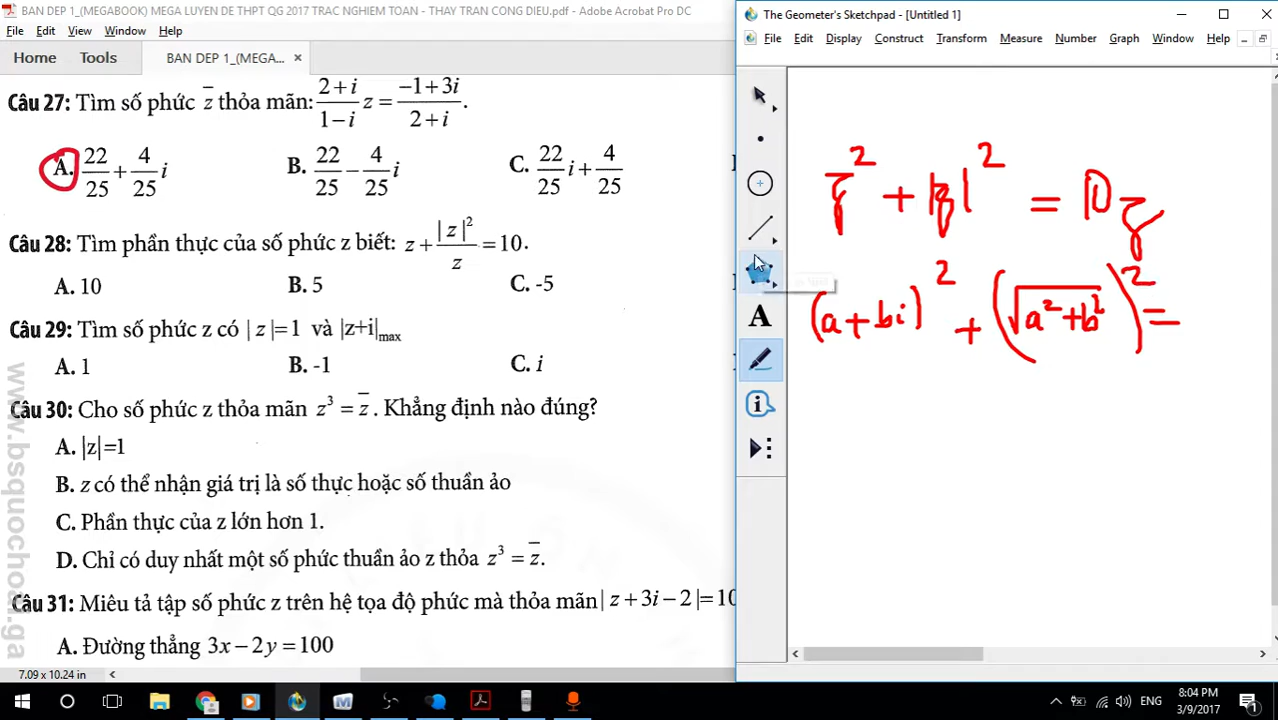 BAN DEP 1_(MEGABOOK) MEGA LUYEN DE THPT QG 2017 TRAC NGHIEM TOAN - THAY TRAN CONG DIEU.pdf - Adobe Acrobat Pro DC
File Edit View Window Help
Home Tools BAN DEP 1_(MEGA... ×
Câu 27: Tìm số phức z̅ thỏa mãn: (2+i)/(1−i) z = (−1+3i)/(2+i).
A. 22/25 + 4/25 i B. 22/25 − 4/25 i C. 22/25 i + 4/25
Câu 28: Tìm phần thực của số phức z biết: z + |z|²/z = 10.
A. 10 B. 5 C. -5
Câu 29: Tìm số phức z có |z|=1 và |z+i|max
A. 1 B. -1 C. i
Câu 30: Cho số phức z thỏa mãn z³ = z̅. Khẳng định nào đúng?
A. |z|=1
B. z có thể nhận giá trị là số thực hoặc số thuần ảo
C. Phần thực của z lớn hơn 1.
D. Chỉ có duy nhất một số phức thuần ảo z thỏa z³ = z̅.
Câu 31: Miêu tả tập số phức z trên hệ tọa độ phức mà thỏa mãn |z+3i−2|=10
A. Đường thẳng 3x−2y=100
www.bsquochoai.ga
7.09 x 10.24 in
The Geometer's Sketchpad - [Untitled 1]
File Edit Display Construct Transform Measure Number Graph Window Help
A
z² + |z|² = 10z
(a+bi)² + (√a²+b²)² =
ENG
8:04 PM
3/9/2017
1